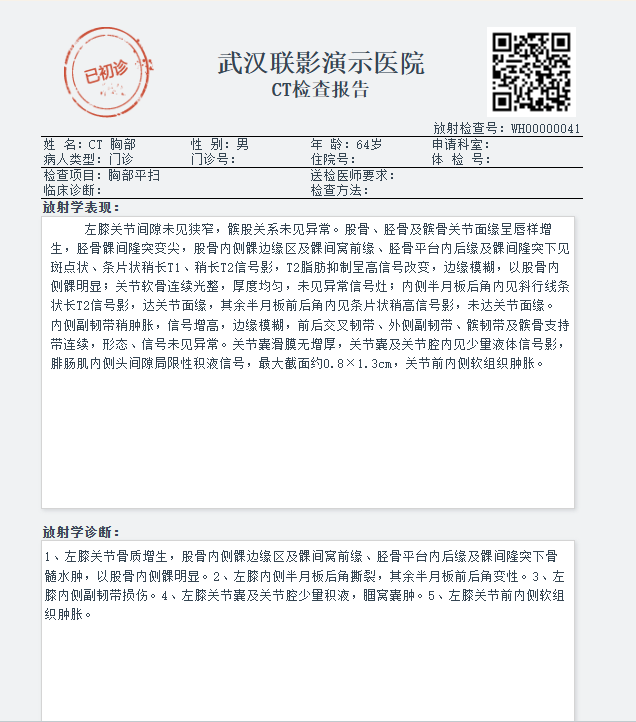 已初诊
武汉联影演示医院
CT检查报告
放射检查号: WH00000041
姓 名: CT 胸部 性 别: 男 年 龄: 64岁 申请科室:
病人类型: 门诊 门诊号: 住院号: 体 检 号:
检查项目: 胸部平扫 送检医师要求:
临床诊断: 检查方法:
放射学表现:
左膝关节间隙未见狭窄, 髌股关系未见异常。股骨、胫骨及髌骨关节面缘呈唇样增
生, 胫骨髁间隆突变尖, 股骨内侧髁边缘区及髁间窝前缘、胫骨平台内后缘及髁间隆突下见
斑点状、条片状稍长T1、稍长T2信号影, T2脂肪抑制呈高信号改变, 边缘模糊, 以股骨内
侧髁明显; 关节软骨连续光整, 厚度均匀, 未见异常信号灶; 内侧半月板后角内见斜行线条
状长T2信号影, 达关节面缘, 其余半月板前后角内见条片状稍高信号影, 未达关节面缘。
内侧副韧带稍肿胀, 信号增高, 边缘模糊, 前后交叉韧带、外侧副韧带、髌韧带及髌骨支持
带连续, 形态、信号未见异常。关节囊滑膜无增厚, 关节囊及关节腔内见少量液体信号影,
腓肠肌内侧头间隙局限性积液信号, 最大截面约0.8×1.3cm, 关节前内侧软组织肿胀。
放射学诊断:
1、左膝关节骨质增生, 股骨内侧髁边缘区及髁间窝前缘、胫骨平台内后缘及髁间隆突下骨
髓水肿, 以股骨内侧髁明显。2、左膝内侧半月板后角撕裂, 其余半月板前后角变性。3、左
膝内侧副韧带损伤。4、左膝关节囊及关节腔少量积液, 腘窝囊肿。5、左膝关节前内侧软组
织肿胀。